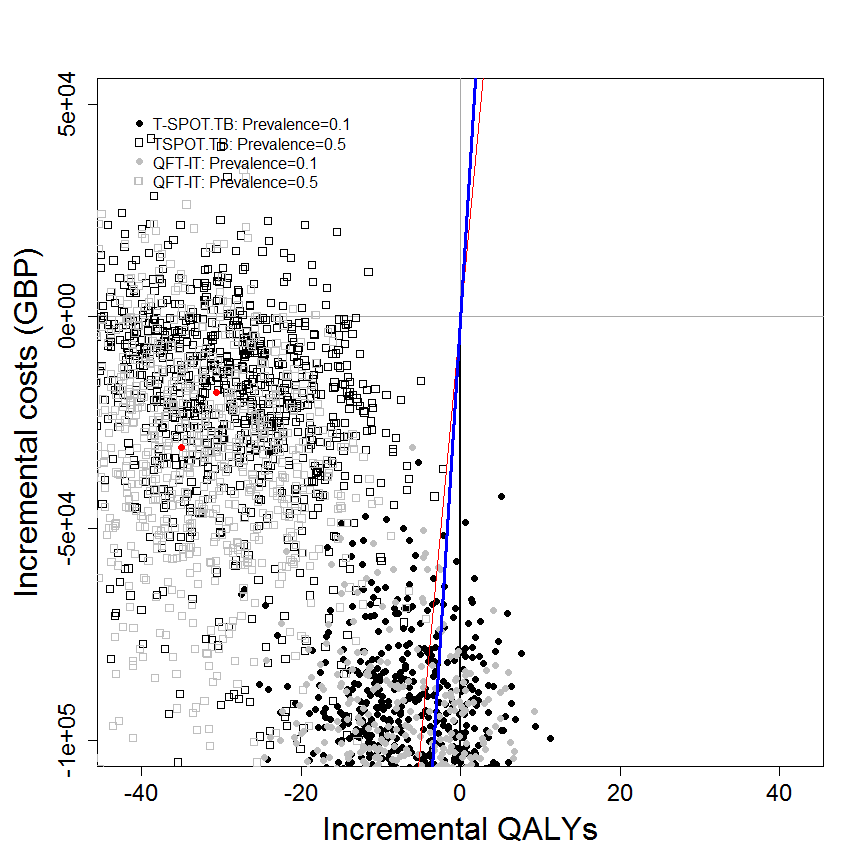 5e+04
0e+00
-5e+04
-1e+05
Incremental costs (GBP)
T-SPOT.TB: Prevalence=0.1
TSPOT.TB: Prevalence=0.5
QFT-IT: Prevalence=0.1
QFT-IT: Prevalence=0.5
-40 -20 0 20 40
Incremental QALYs